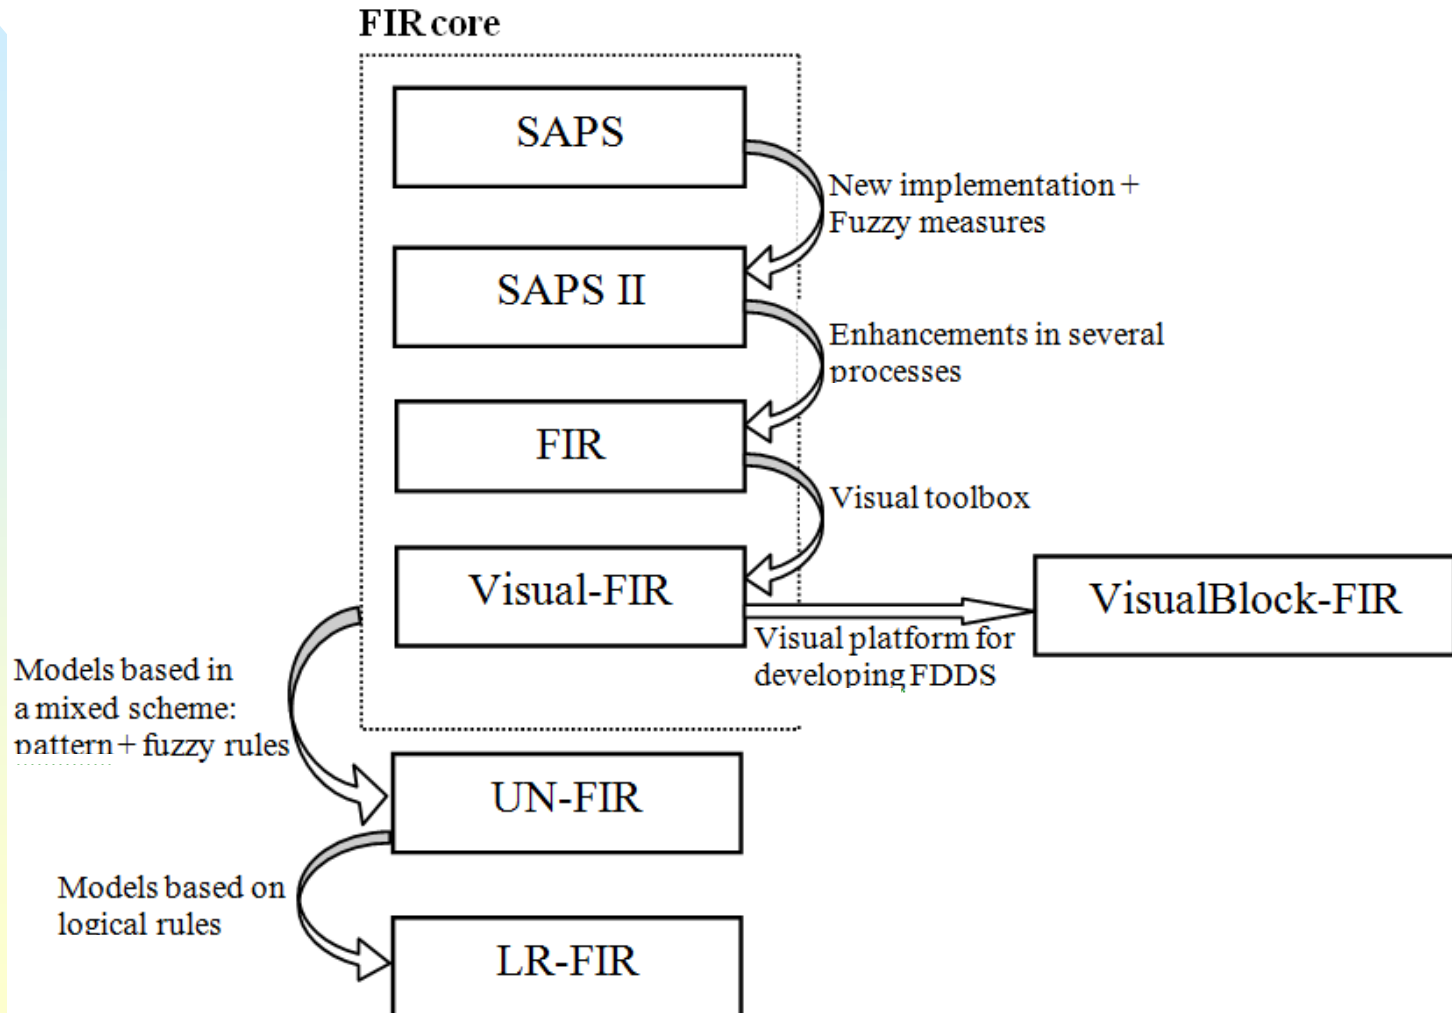 FIR core
SAPS
New implementation +
Fuzzy measures
SAPS II
Enhancements in several
processes
FIR
Visual toolbox
Visual-FIR
VisualBlock-FIR
Visual platform for
developing FDDS
Models based in
a mixed scheme:
pattern + fuzzy rules
UN-FIR
Models based on
logical rules
LR-FIR